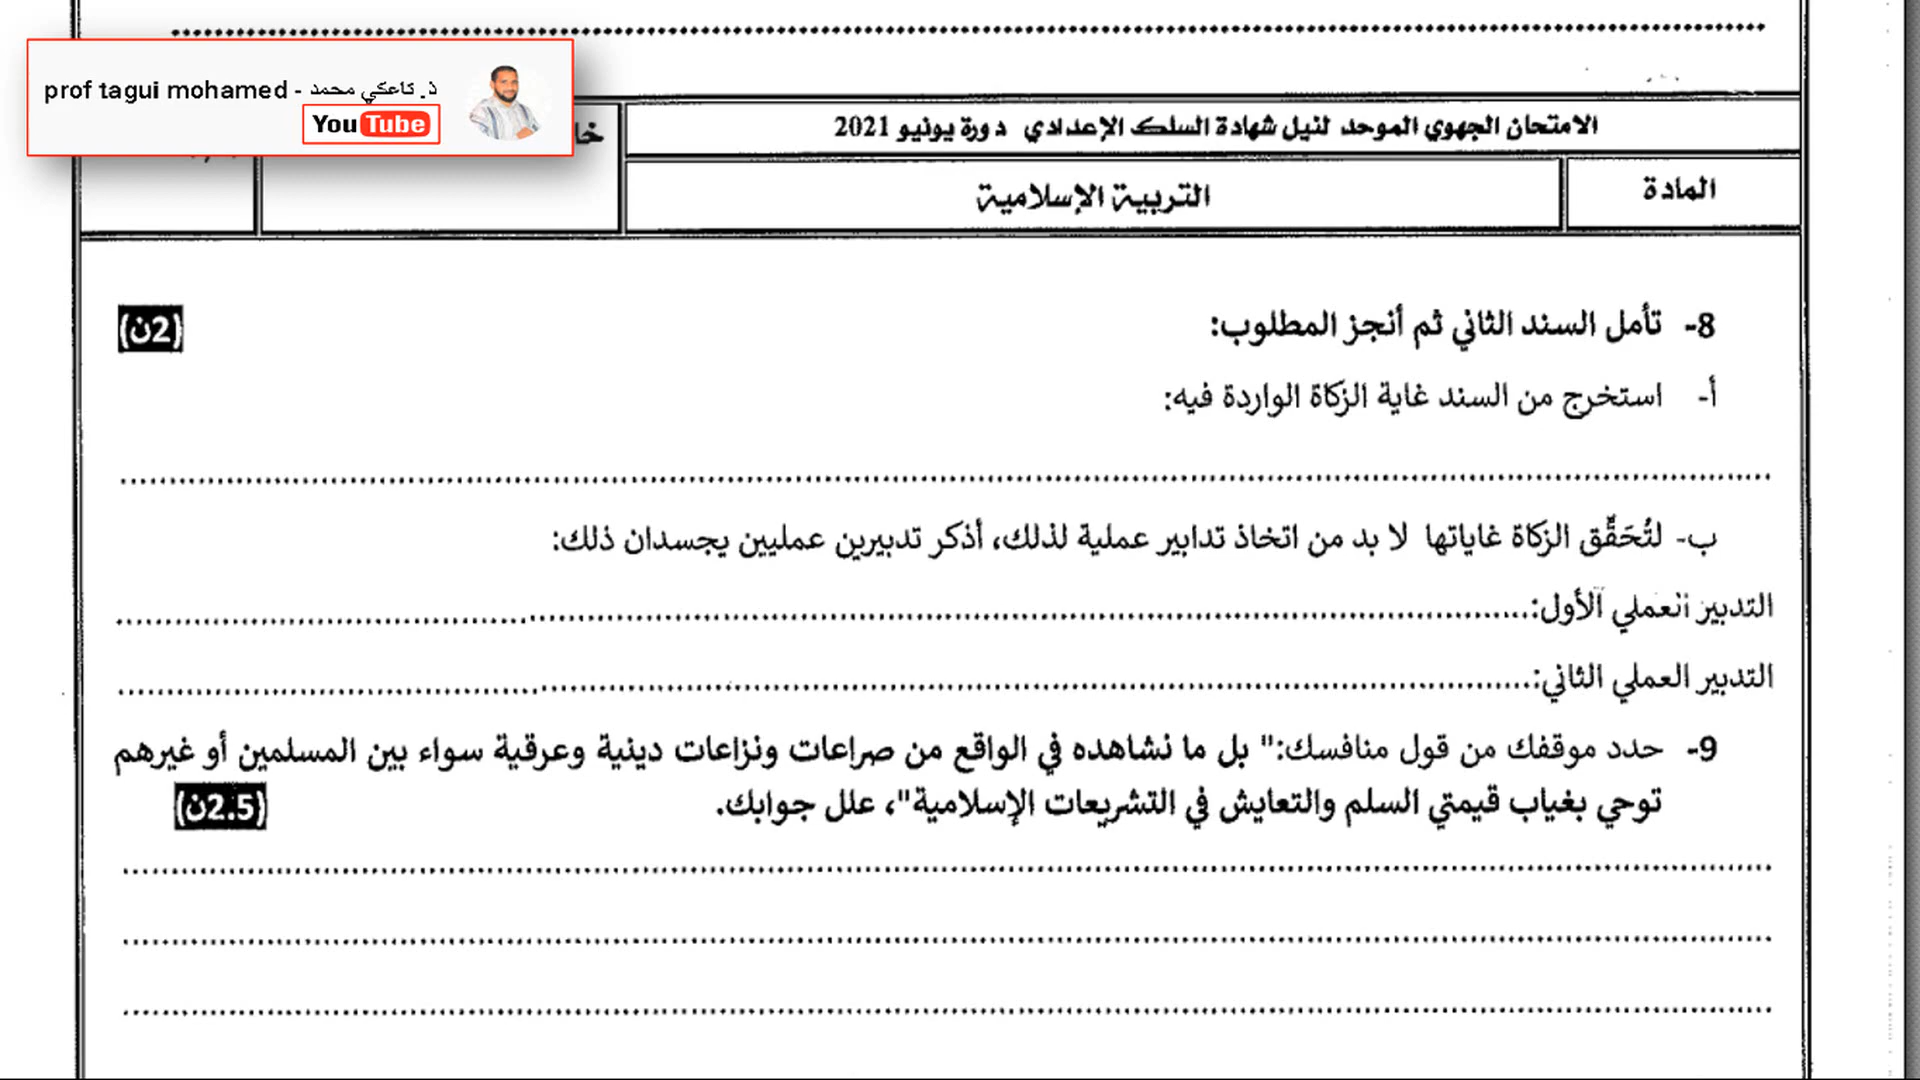 prof tagui mohamed - ذ. تاعكي محمد
YouTube
الامتحان الجهوي الموحد لنيل شهادة السلك الإعدادي دورة يونيو 2021
خا
المادة
التربية الإسلامية
8- تأمل السند الثاني ثم أنجز المطلوب: (2ن)
أ- استخرج من السند غاية الزكاة الواردة فيه:
ب- لتُحَقِّق الزكاة غاياتها لا بد من اتخاذ تدابير عملية لذلك، أذكر تدبيرين عمليين يجسدان ذلك:
التدبير العملي الأول:
التدبير العملي الثاني:
9- حدد موقفك من قول منافسك:" بل ما نشاهده في الواقع من صراعات ونزاعات دينية وعرقية سواء بين المسلمين أو غيرهم
توحي بغياب قيمتي السلم والتعايش في التشريعات الإسلامية"، علل جوابك. (2.5ن)